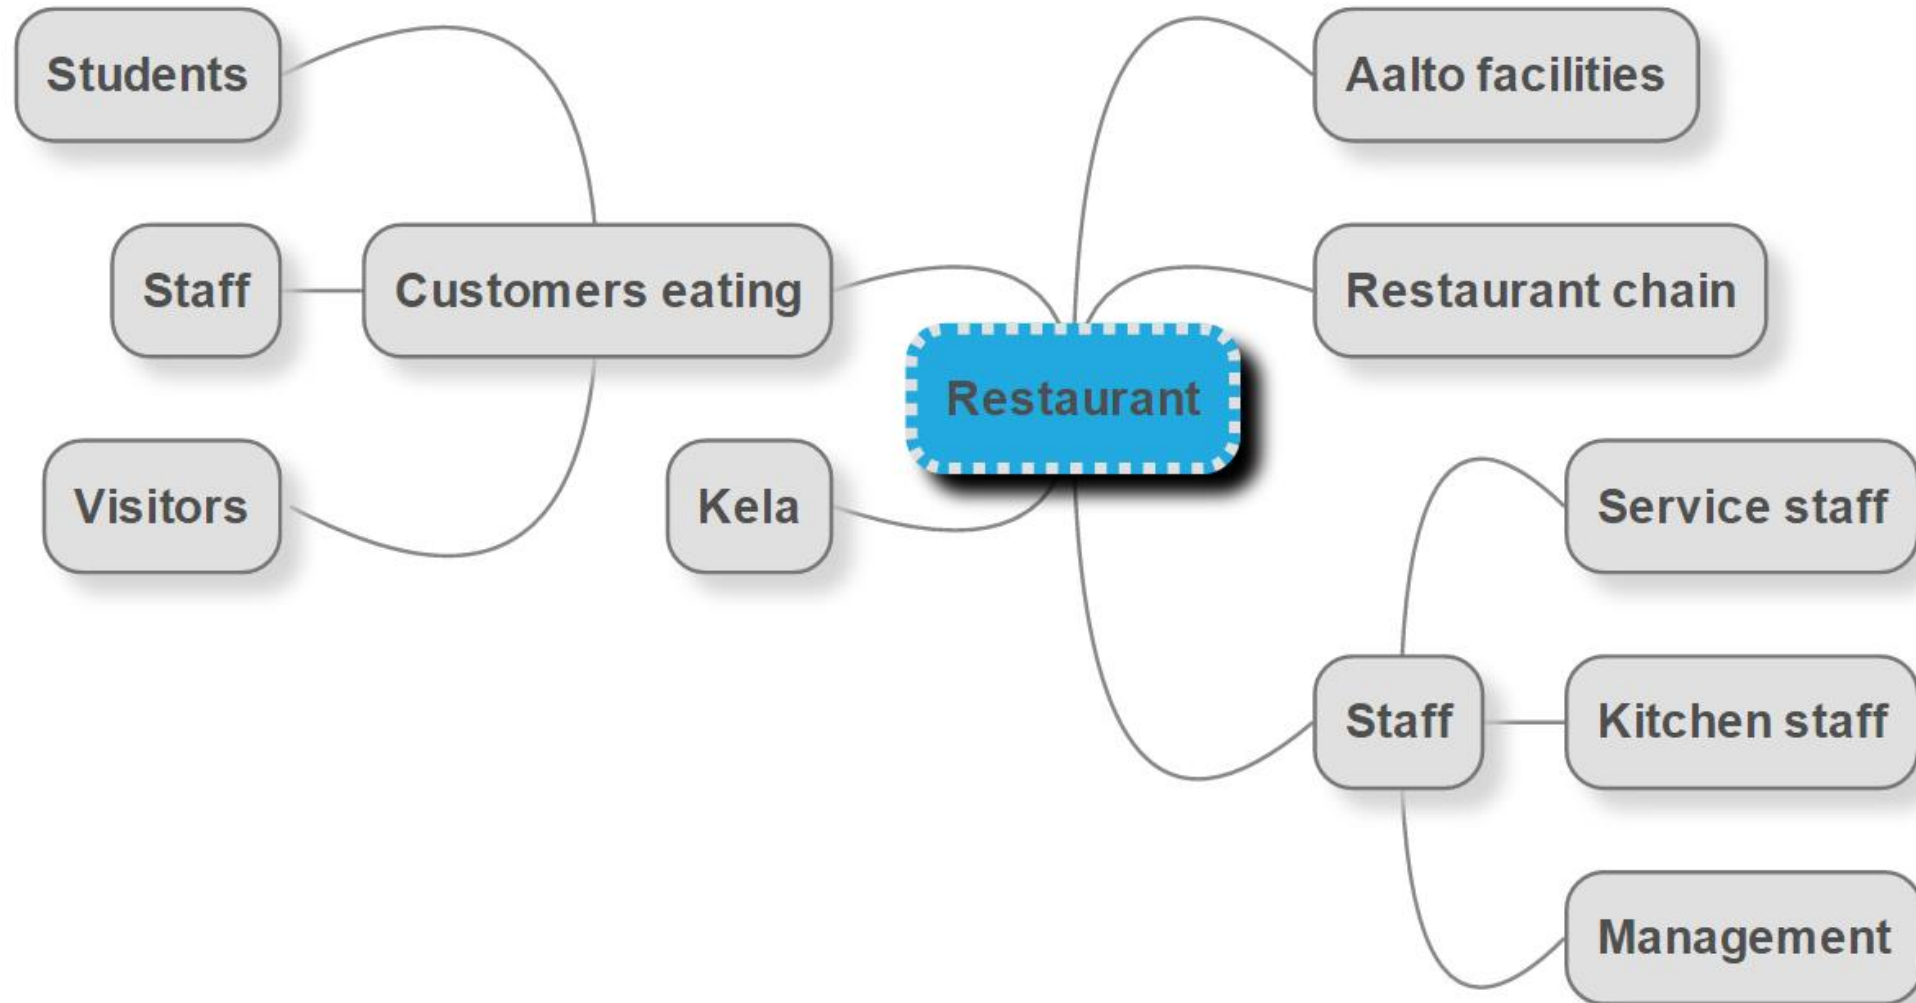 Students
Staff
Visitors
Customers eating
Kela
Restaurant
Aalto facilities
Restaurant chain
Staff
Service staff
Kitchen staff
Management